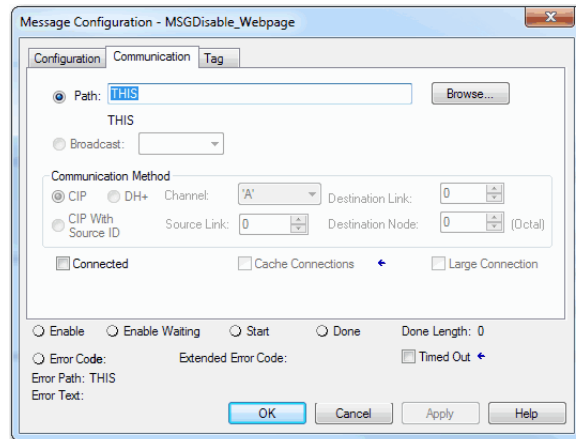 Message Configuration - MSGDisable_Webpage
Configuration Communication Tag
Path: THIS Browse...
THIS
Broadcast:
Communication Method
CIP DH+ Channel: 'A' Destination Link: 0
CIP With Source ID Source Link: 0 Destination Node: 0 (Octal)
Connected Cache Connections Large Connection
Enable Enable Waiting Start Done Done Length: 0
Error Code: Extended Error Code: Timed Out
Error Path: THIS
Error Text:
OK Cancel Apply Help